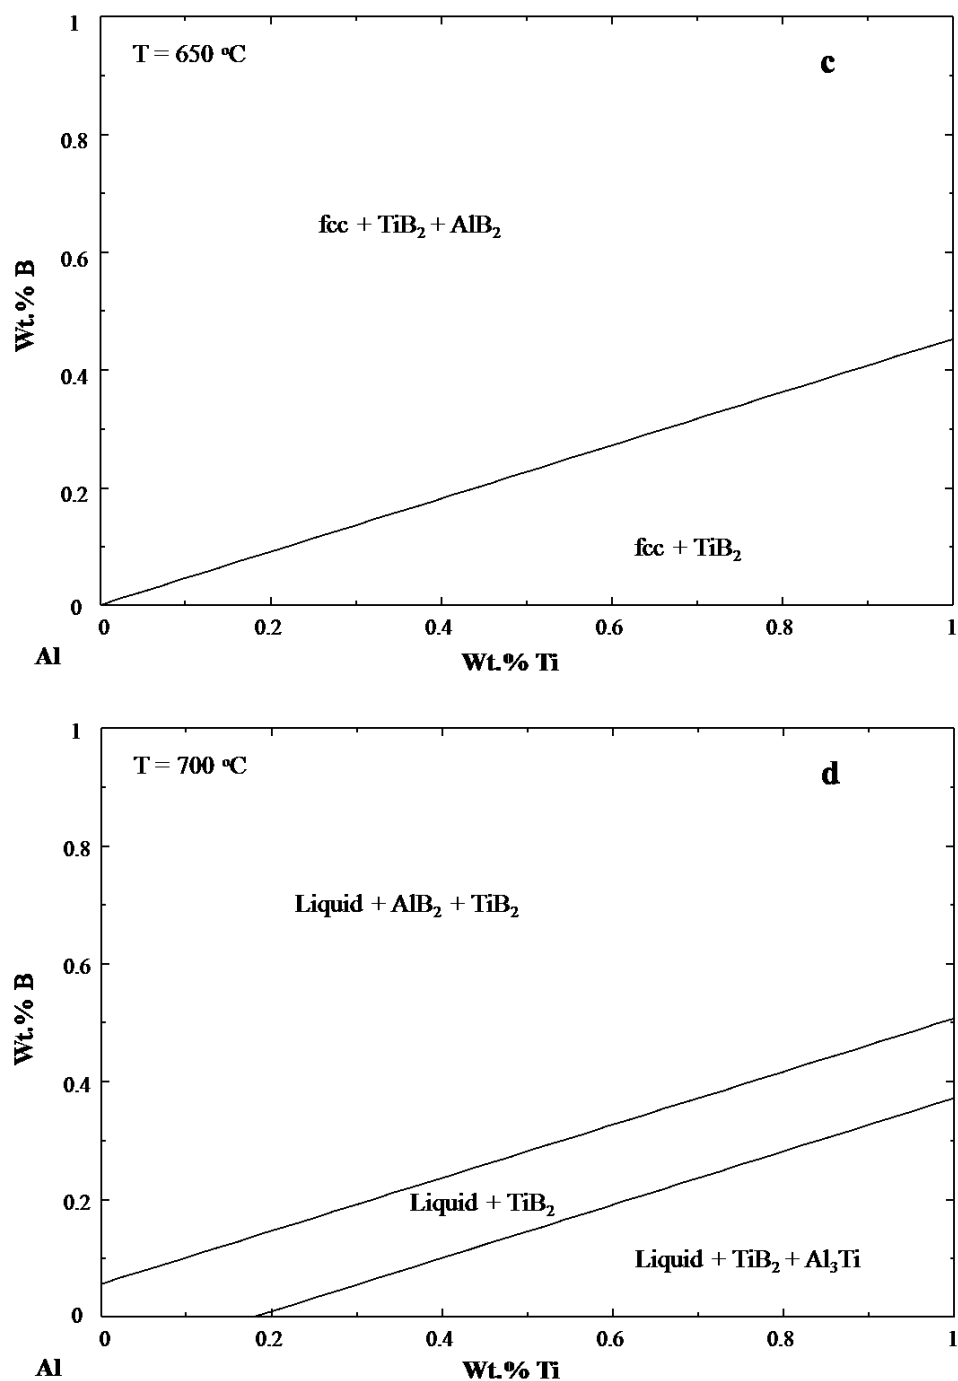 1
T = 650 °C
c
0.8
fcc + TiB₂ + AlB₂
0.6
Wt.% B
0.4
0.2
fcc + TiB₂
0
0 0.2 0.4 0.6 0.8 1
Al
Wt.% Ti
1
T = 700 °C
d
0.8
Liquid + AlB₂ + TiB₂
0.6
Wt.% B
0.4
0.2
Liquid + TiB₂
Liquid + TiB₂ + Al₃Ti
0
0 0.2 0.4 0.6 0.8 1
Al
Wt.% Ti